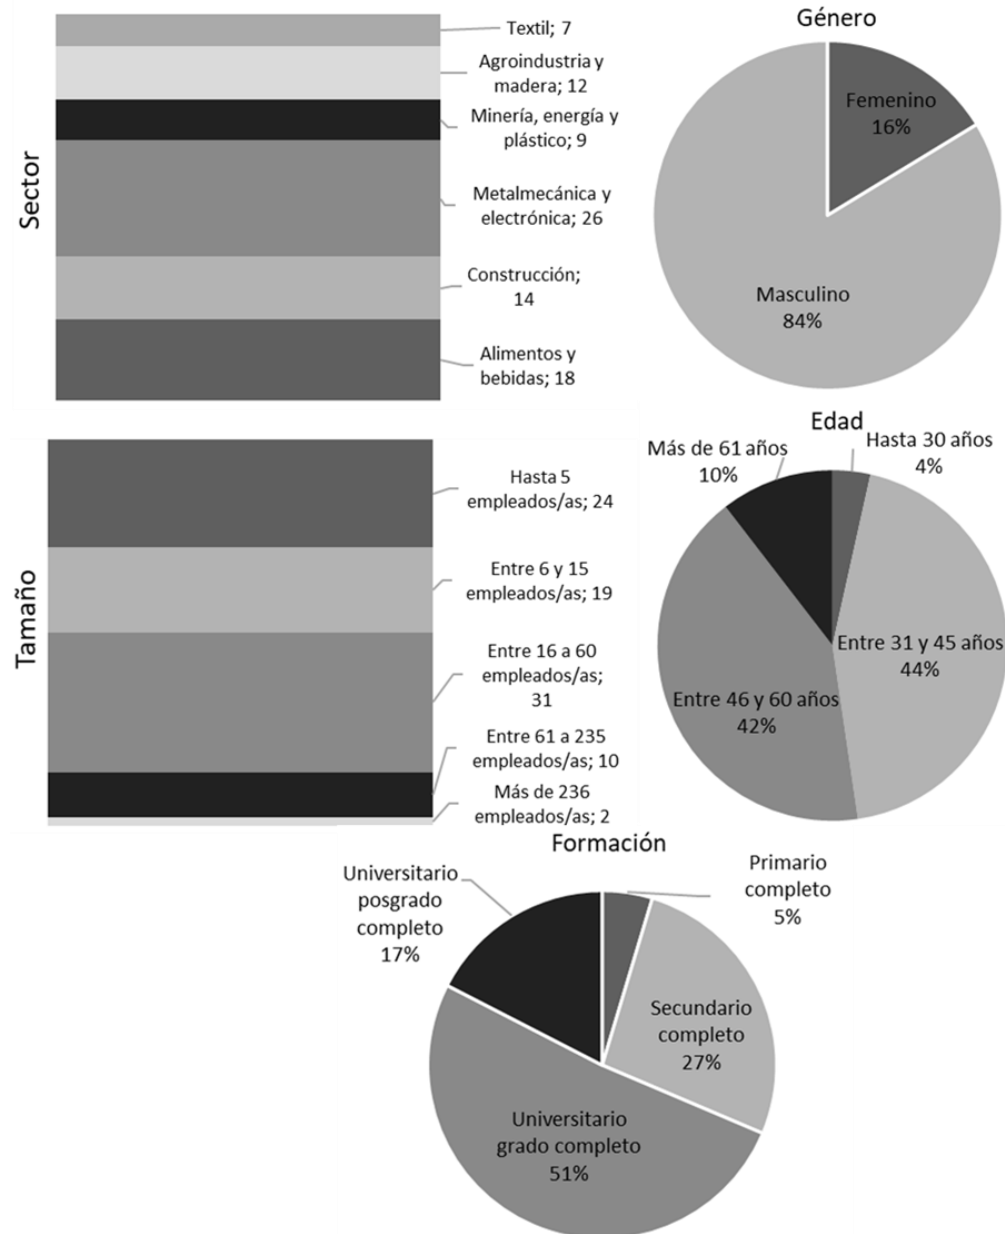 Sector
Textil; 7
Agroindustria y
madera; 12
Minería, energía y
plástico; 9
Metalmecánica y
electrónica; 26
Construcción;
14
Alimentos y
bebidas; 18
Género
Femenino
16%
Masculino
84%
Tamaño
Hasta 5
empleados/as; 24
Entre 6 y 15
empleados/as; 19
Entre 16 a 60
empleados/as;
31
Entre 61 a 235
empleados/as; 10
Más de 236
empleados/as; 2
Edad
Más de 61 años
10%
Hasta 30 años
4%
Entre 31 y 45 años
44%
Entre 46 y 60 años
42%
Formación
Universitario
posgrado
completo
17%
Primario
completo
5%
Secundario
completo
27%
Universitario
grado completo
51%